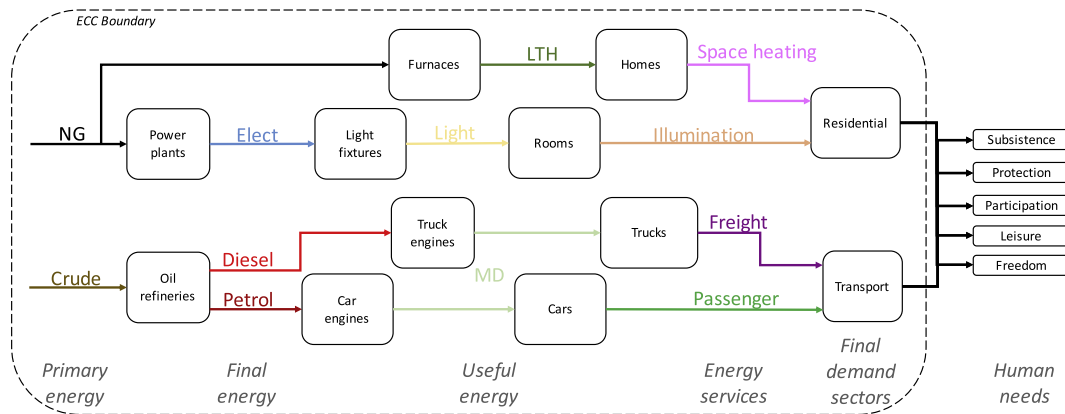 ECC Boundary
Furnaces
LTH
Homes
Space heating
NG
Power
plants
Elect
Light
fixtures
Light
Rooms
Illumination
Residential
Subsistence
Protection
Participation
Leisure
Freedom
Crude
Oil
refineries
Diesel
Truck
engines
Trucks
Freight
MD
Petrol
Car
engines
Cars
Passenger
Transport
Primary
energy
Final
energy
Useful
energy
Energy
services
Final
demand
sectors
Human
needs